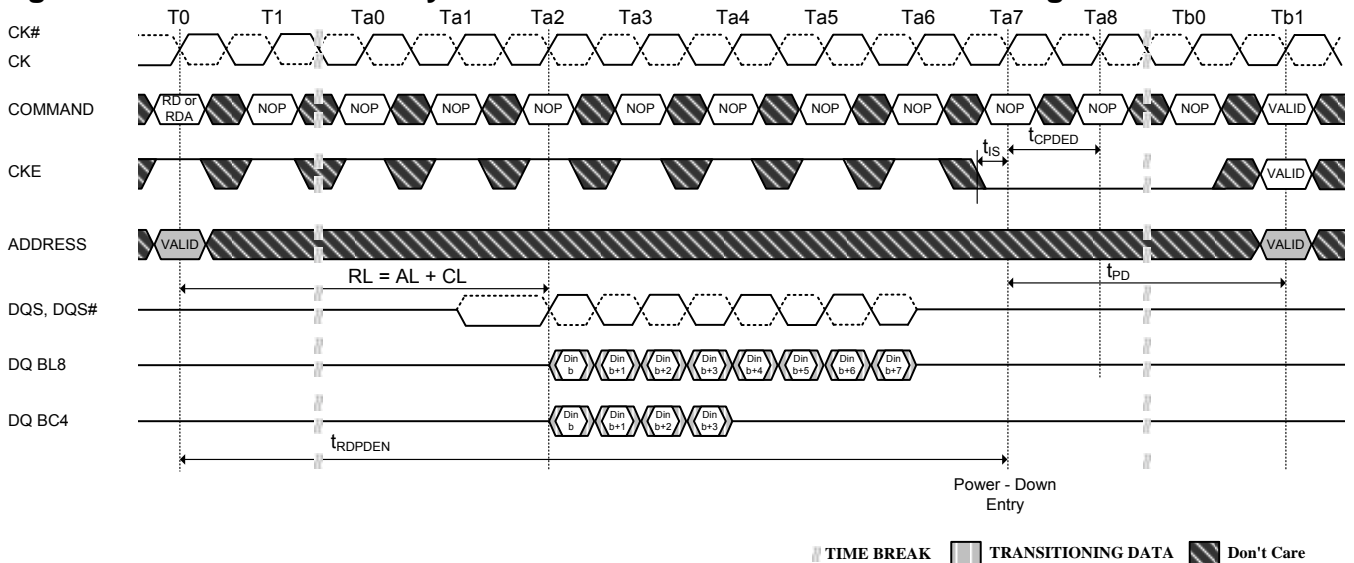 T0 T1 Ta0 Ta1 Ta2 Ta3 Ta4 Ta5 Ta6 Ta7 Ta8 Tb0 Tb1
CK#
CK
COMMAND
RD or
RDA
NOP NOP NOP NOP NOP NOP NOP NOP NOP NOP NOP VALID
tIS tCPDED
CKE
VALID
ADDRESS
VALID VALID
RL = AL + CL
tPD
DQS, DQS#
DQ BL8
Din Din Din Din Din Din Din Din
b b+1 b+2 b+3 b+4 b+5 b+6 b+7
DQ BC4
Din Din Din Din
b b+1 b+2 b+3
tRDPDEN
Power - Down
Entry
TIME BREAK TRANSITIONING DATA Don't Care